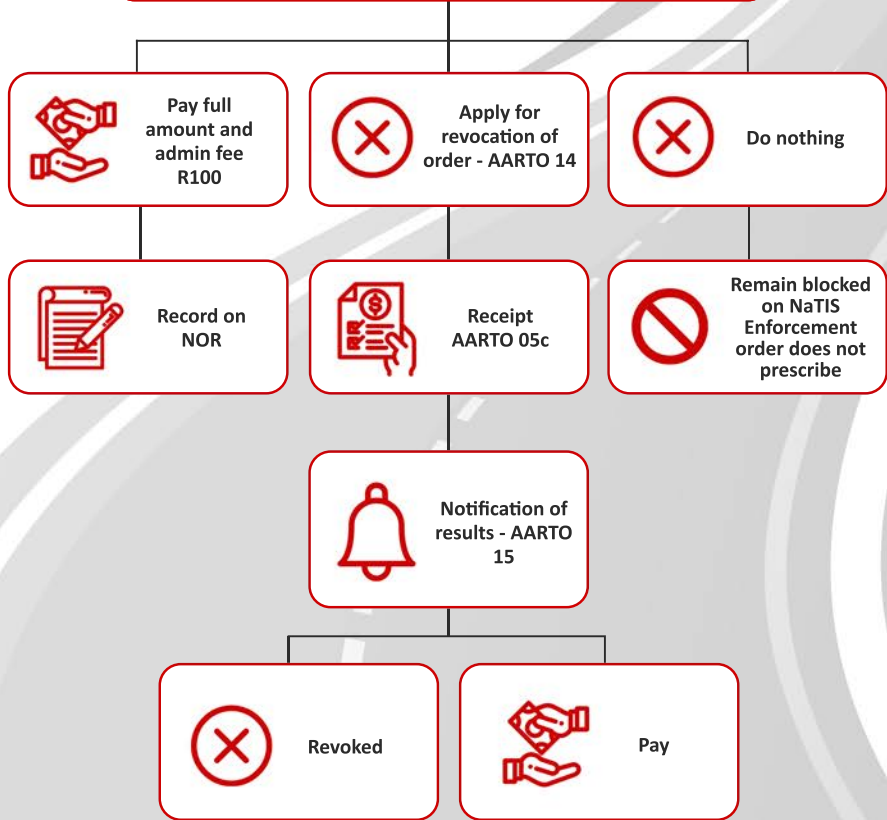 Pay full
amount and
admin fee
R100
Apply for
revocation of
order - AARTO 14
Do nothing
Record on
NOR
Receipt
AARTO 05c
Remain blocked
on NaTIS
Enforcement
order does not
prescribe
Notification of
results - AARTO
15
Revoked
Pay